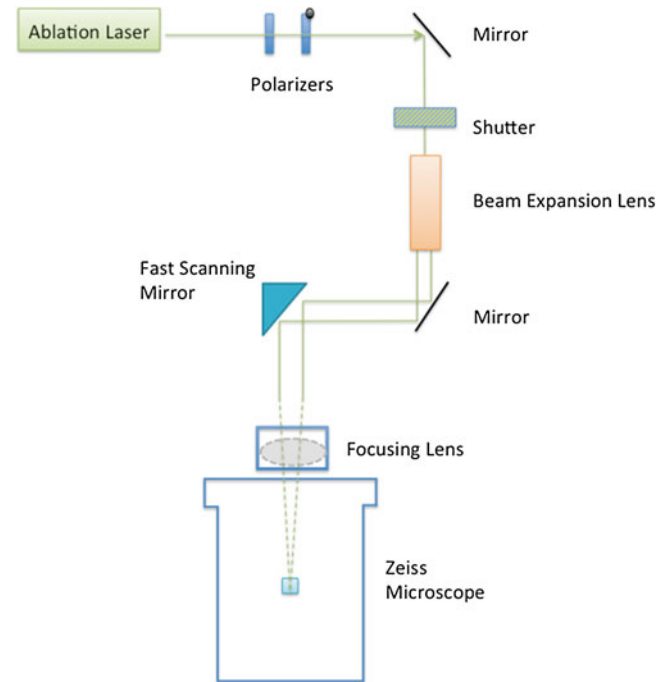 Ablation Laser
Mirror
Polarizers
Shutter
Beam Expansion Lens
Fast Scanning
Mirror
Mirror
Focusing Lens
Zeiss
Microscope